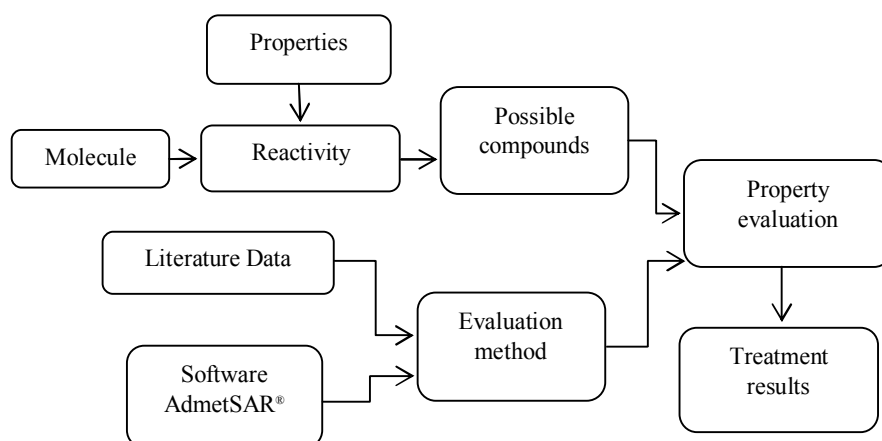 Properties
Molecule
Reactivity
Possible
compounds
Property
evaluation
Literature Data
Evaluation
method
Software
AdmetSAR®
Treatment
results